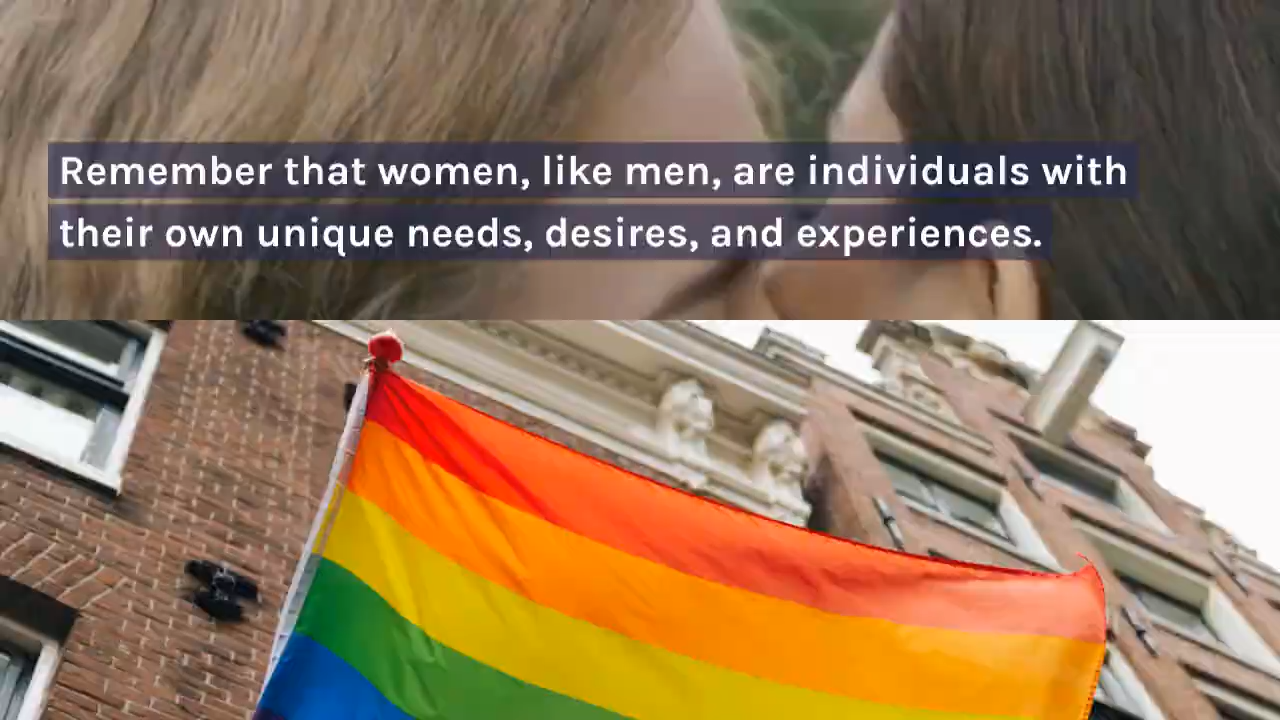 Remember that women, like men, are individuals with
their own unique needs, desires, and experiences.